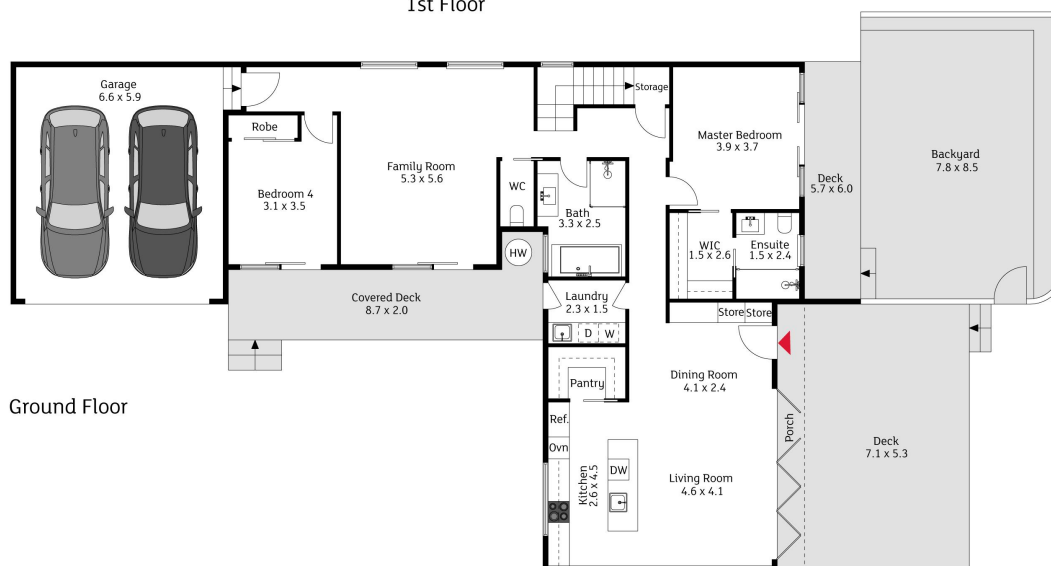 1st Floor
Garage
6.6 x 5.9
Robe
Bedroom 4
3.1 x 3.5
Family Room
5.3 x 5.6
WC
Bath
3.3 x 2.5
HW
Storage
Master Bedroom
3.9 x 3.7
Deck
5.7 x 6.0
Backyard
7.8 x 8.5
WIC
1.5 x 2.6
Ensuite
1.5 x 2.4
Covered Deck
8.7 x 2.0
Laundry
2.3 x 1.5
D
W
Store
Store
Pantry
Dining Room
4.1 x 2.4
Ground Floor
Ref.
Ovn
Kitchen
2.6 x 4.5
DW
Living Room
4.6 x 4.1
Porch
Deck
7.1 x 5.3